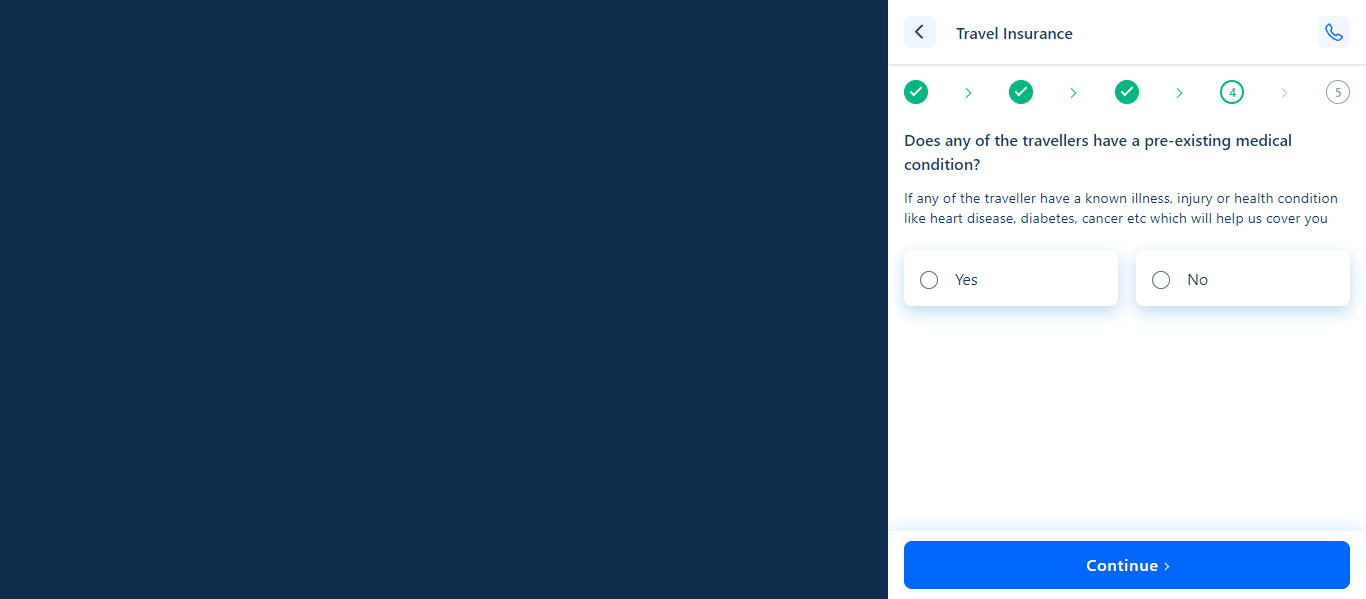 Travel Insurance
4 5
Does any of the travellers have a pre-existing medical
condition?
If any of the traveller have a known illness, injury or health condition
like heart disease, diabetes, cancer etc which will help us cover you
Yes No
Continue ›